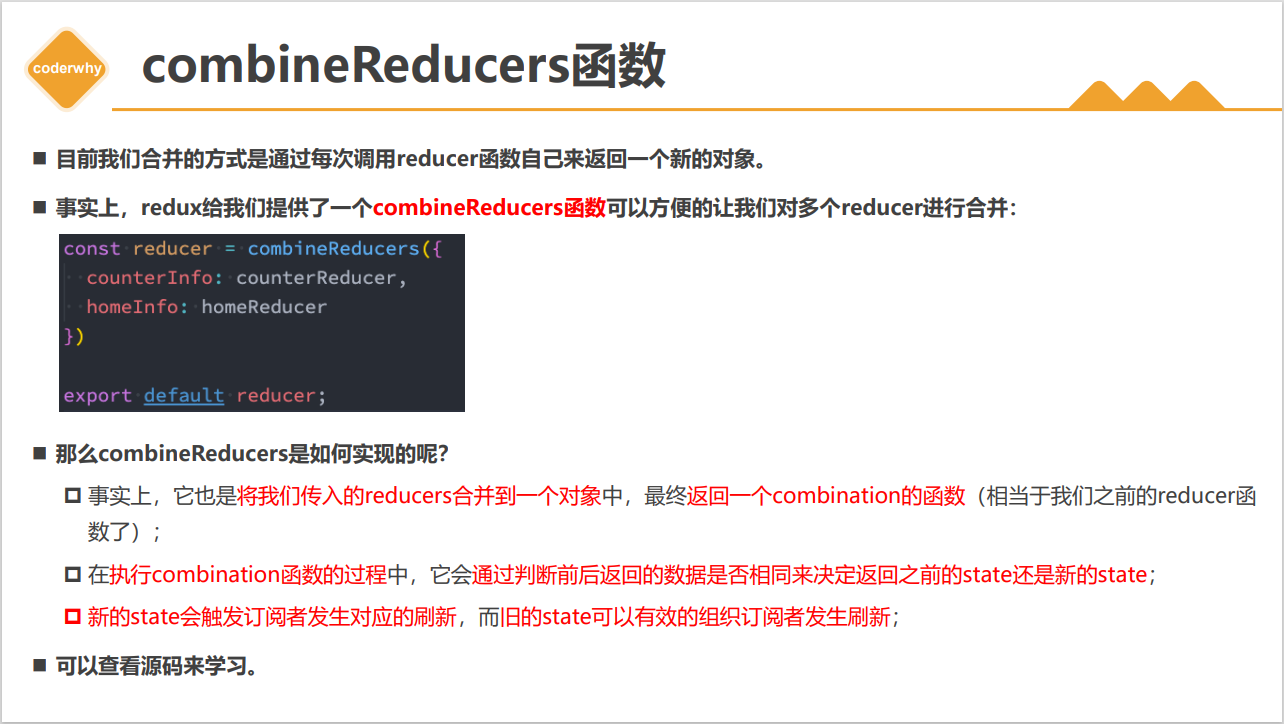 coderwhy
combineReducers函数
目前我们合并的方式是通过每次调用reducer函数自己来返回一个新的对象。
事实上，redux给我们提供了一个combineReducers函数可以方便的让我们对多个reducer进行合并：
const reducer = combineReducers({
  counterInfo: counterReducer,
  homeInfo: homeReducer
})
export default reducer;
那么combineReducers是如何实现的呢？
事实上，它也是将我们传入的reducers合并到一个对象中，最终返回一个combination的函数（相当于我们之前的reducer函
数了）；
在执行combination函数的过程中，它会通过判断前后返回的数据是否相同来决定返回之前的state还是新的state；
新的state会触发订阅者发生对应的刷新，而旧的state可以有效的组织订阅者发生刷新；
可以查看源码来学习。